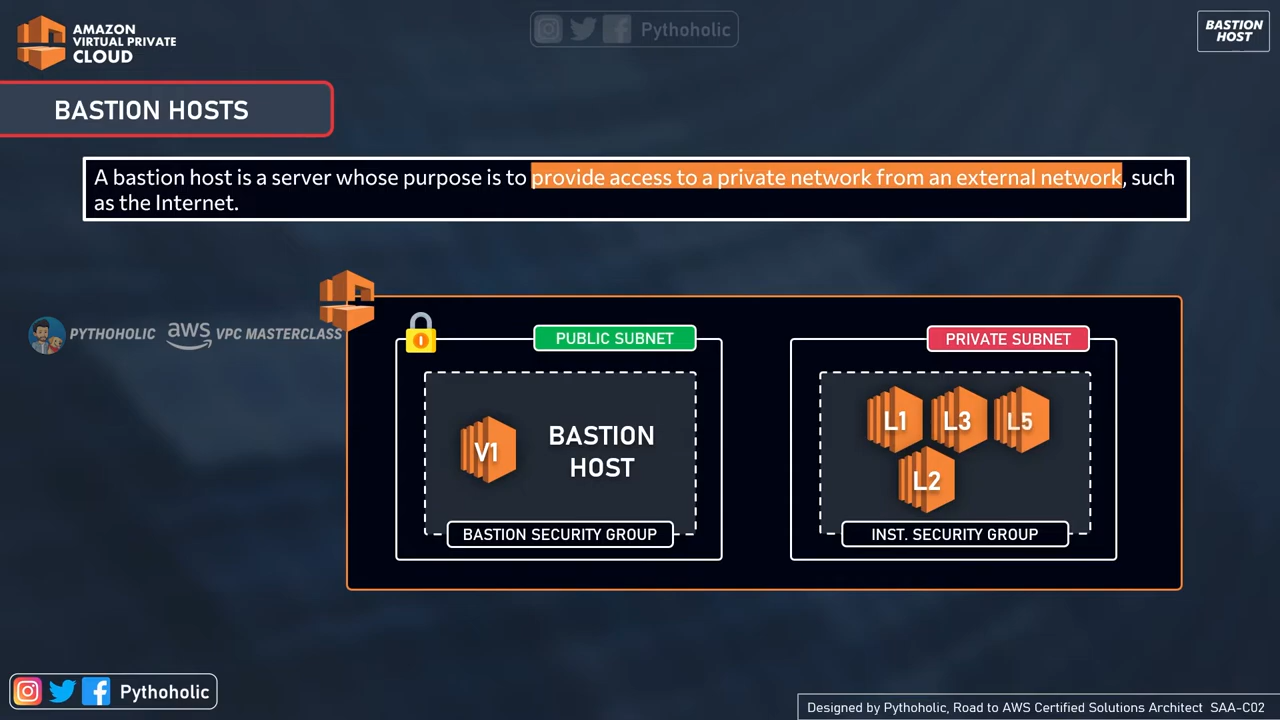 AMAZON
VIRTUAL PRIVATE
CLOUD
Pythoholic
BASTION
HOST
BASTION HOSTS
A bastion host is a server whose purpose is to provide access to a private network from an external network, such
as the Internet.
PYTHOHOLIC aws VPC MASTERCLASS
PUBLIC SUBNET
V1
BASTION
HOST
BASTION SECURITY GROUP
PRIVATE SUBNET
L1 L3 L5
L2
INST. SECURITY GROUP
Pythoholic
Designed by Pythoholic, Road to AWS Certified Solutions Architect SAA-C02